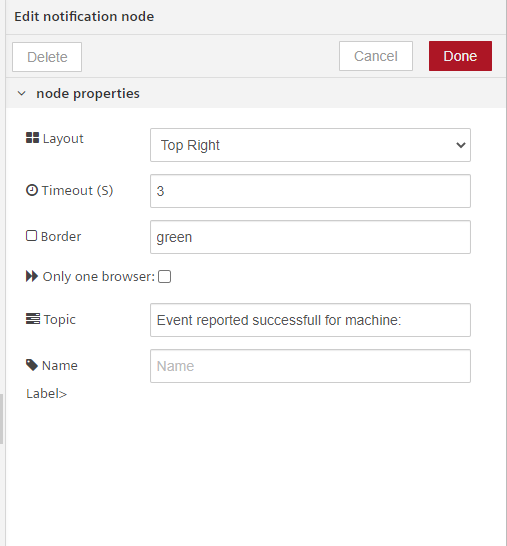 Edit notification node
Delete
Cancel
Done
node properties
Layout
Top Right
Timeout (S)
3
Border
green
Only one browser:
Topic
Event reported successfull for machine:
Name
Name
Label>